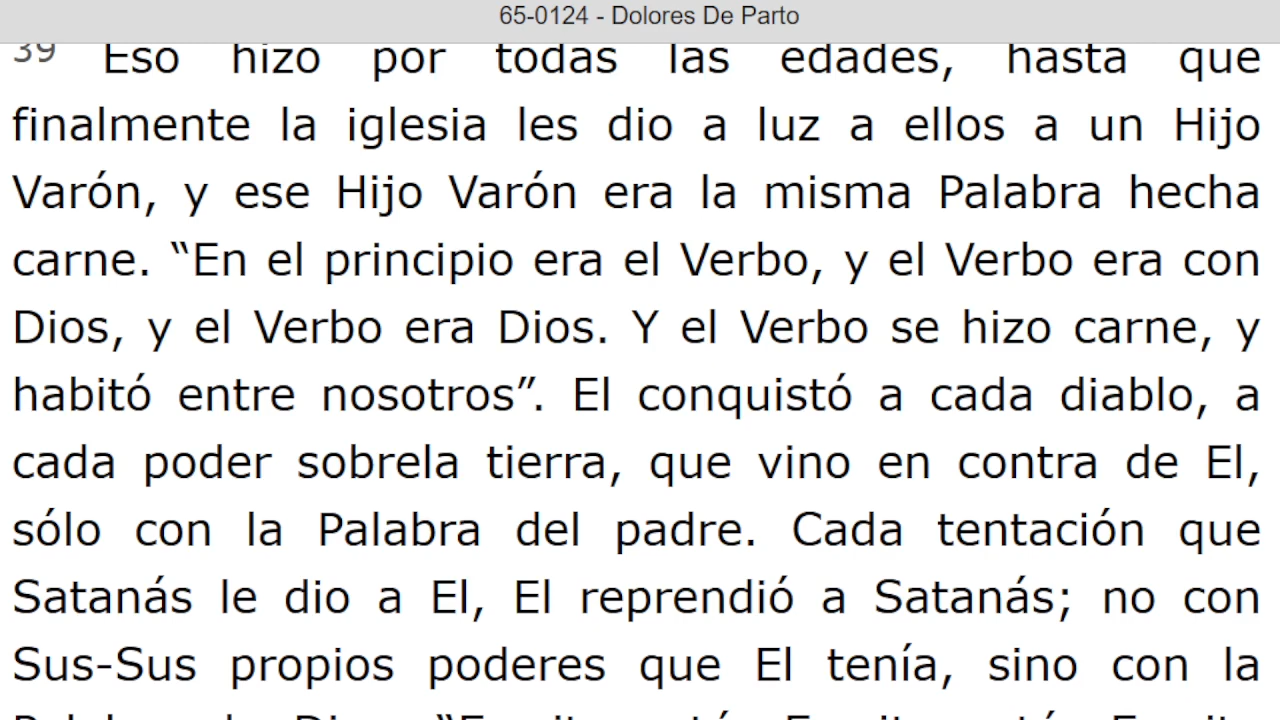 65-0124 - Dolores De Parto
39 Eso hizo por todas las edades, hasta que
finalmente la iglesia les dio a luz a ellos a un Hijo
Varón, y ese Hijo Varón era la misma Palabra hecha
carne. “En el principio era el Verbo, y el Verbo era con
Dios, y el Verbo era Dios. Y el Verbo se hizo carne, y
habitó entre nosotros”. El conquistó a cada diablo, a
cada poder sobrela tierra, que vino en contra de El,
sólo con la Palabra del padre. Cada tentación que
Satanás le dio a El, El reprendió a Satanás; no con
Sus-Sus propios poderes que El tenía, sino con la